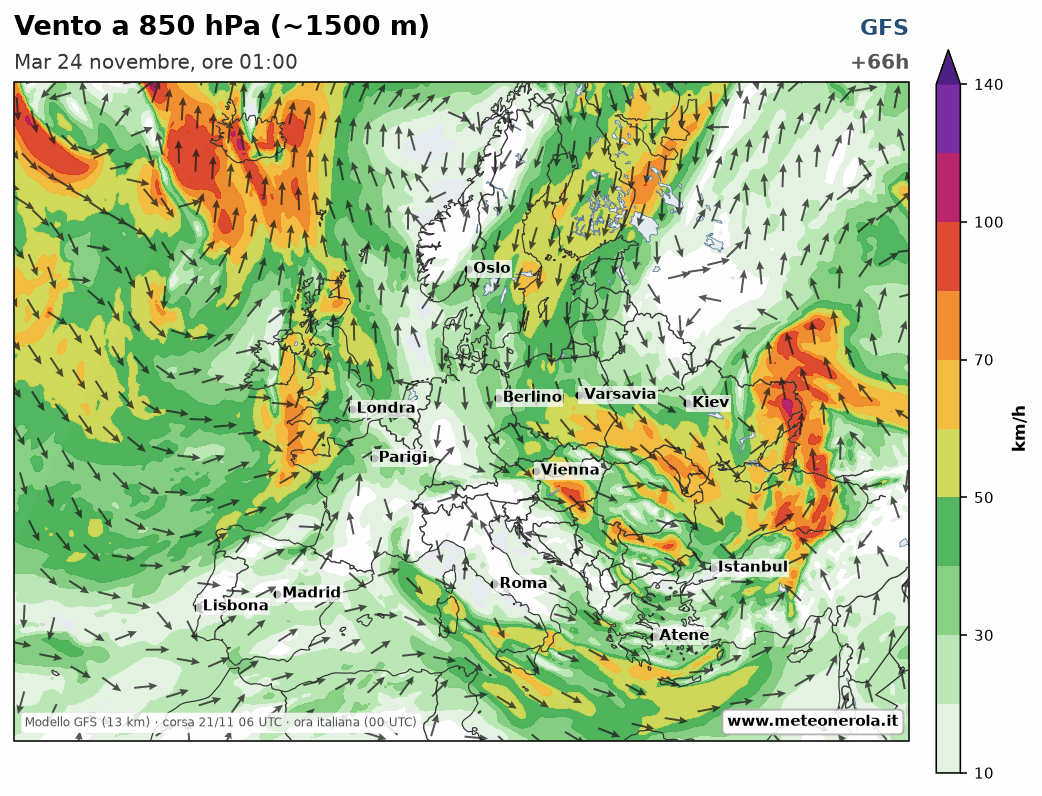 Vento a 850 hPa (~1500 m)
GFS
Mar 24 novembre, ore 01:00
+66h
140
100
70
50
30
10
km/h
Oslo
Berlino
Varsavia
Kiev
Londra
Parigi
Vienna
Istanbul
Roma
Madrid
Lisbona
Atene
Modello GFS (13 km) · corsa 21/11 06 UTC · ora italiana (00 UTC)
www.meteonerola.it